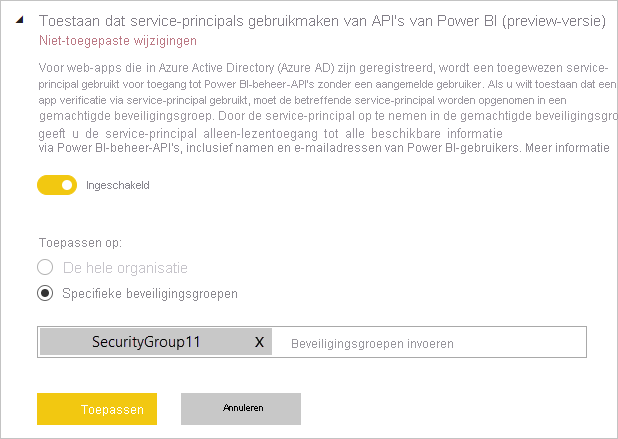 Toestaan dat service-principals gebruikmaken van API's van Power BI (preview-versie)
Niet-toegepaste wijzigingen
Voor web-apps die in Azure Active Directory (Azure AD) zijn geregistreerd, wordt een toegewezen service-
principal gebruikt voor toegang tot Power BI-beheer-API's zonder een aangemelde gebruiker. Als u wilt toestaan dat een
app verificatie via service-principal gebruikt, moet de betreffende service-principal worden opgenomen in een
gemachtigde beveiligingsgroep. Door de service-principal op te nemen in de gemachtigde beveiligingsgro
geeft u de service-principal alleen-lezentoegang tot alle beschikbare informatie
via Power BI-beheer-API's, inclusief namen en e-mailadressen van Power BI-gebruikers. Meer informatie
Ingeschakeld
Toepassen op:
De hele organisatie
Specifieke beveiligingsgroepen
SecurityGroup11 X Beveiligingsgroepen invoeren
Toepassen Annuleren